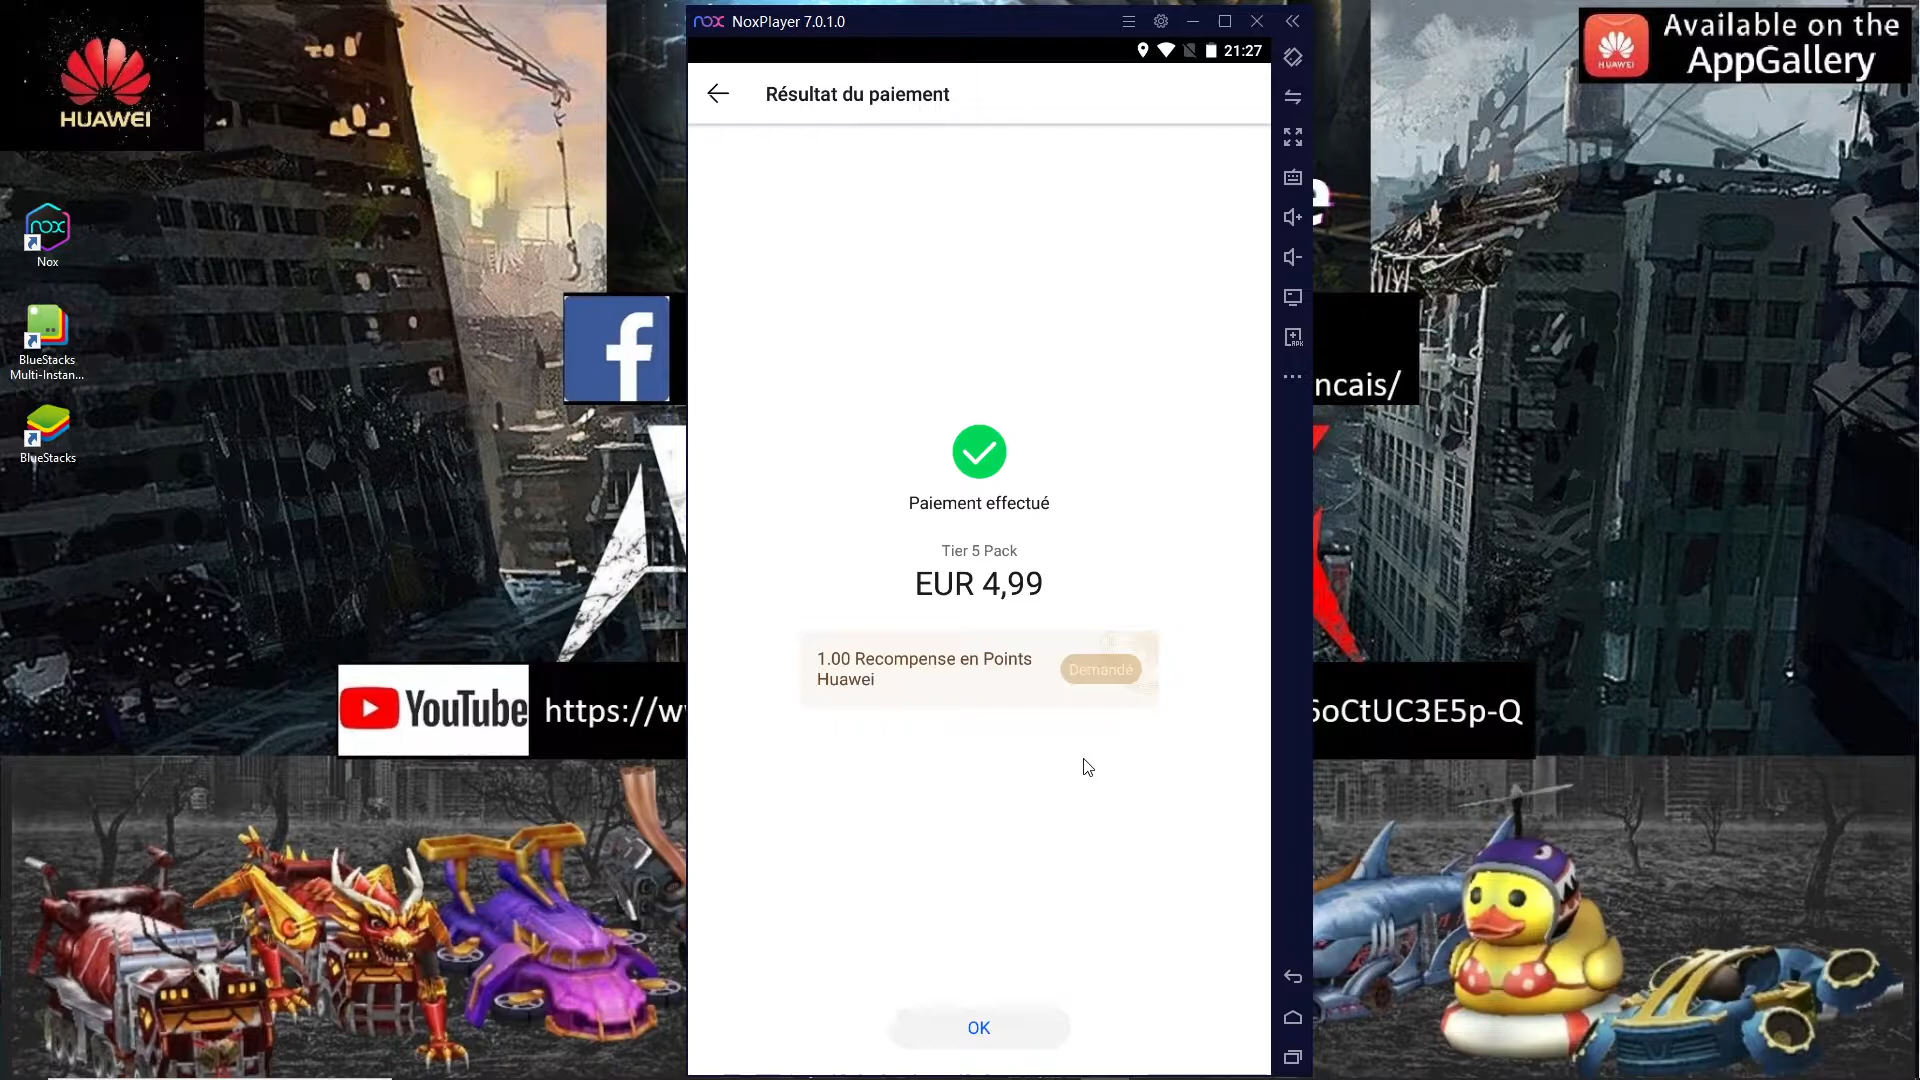 HUAWEI
nox NoxPlayer 7.0.1.0
21:27
Résultat du paiement
Available on the
AppGallery
HUAWEI
nox
Nox
BlueStacks
Multi-Instan...
BlueStacks
f
ncais/
Paiement effectué
Tier 5 Pack
EUR 4,99
1.00 Recompense en Points
Huawei
Demandé
YouTube
https://w
oCtUC3E5p-Q
OK